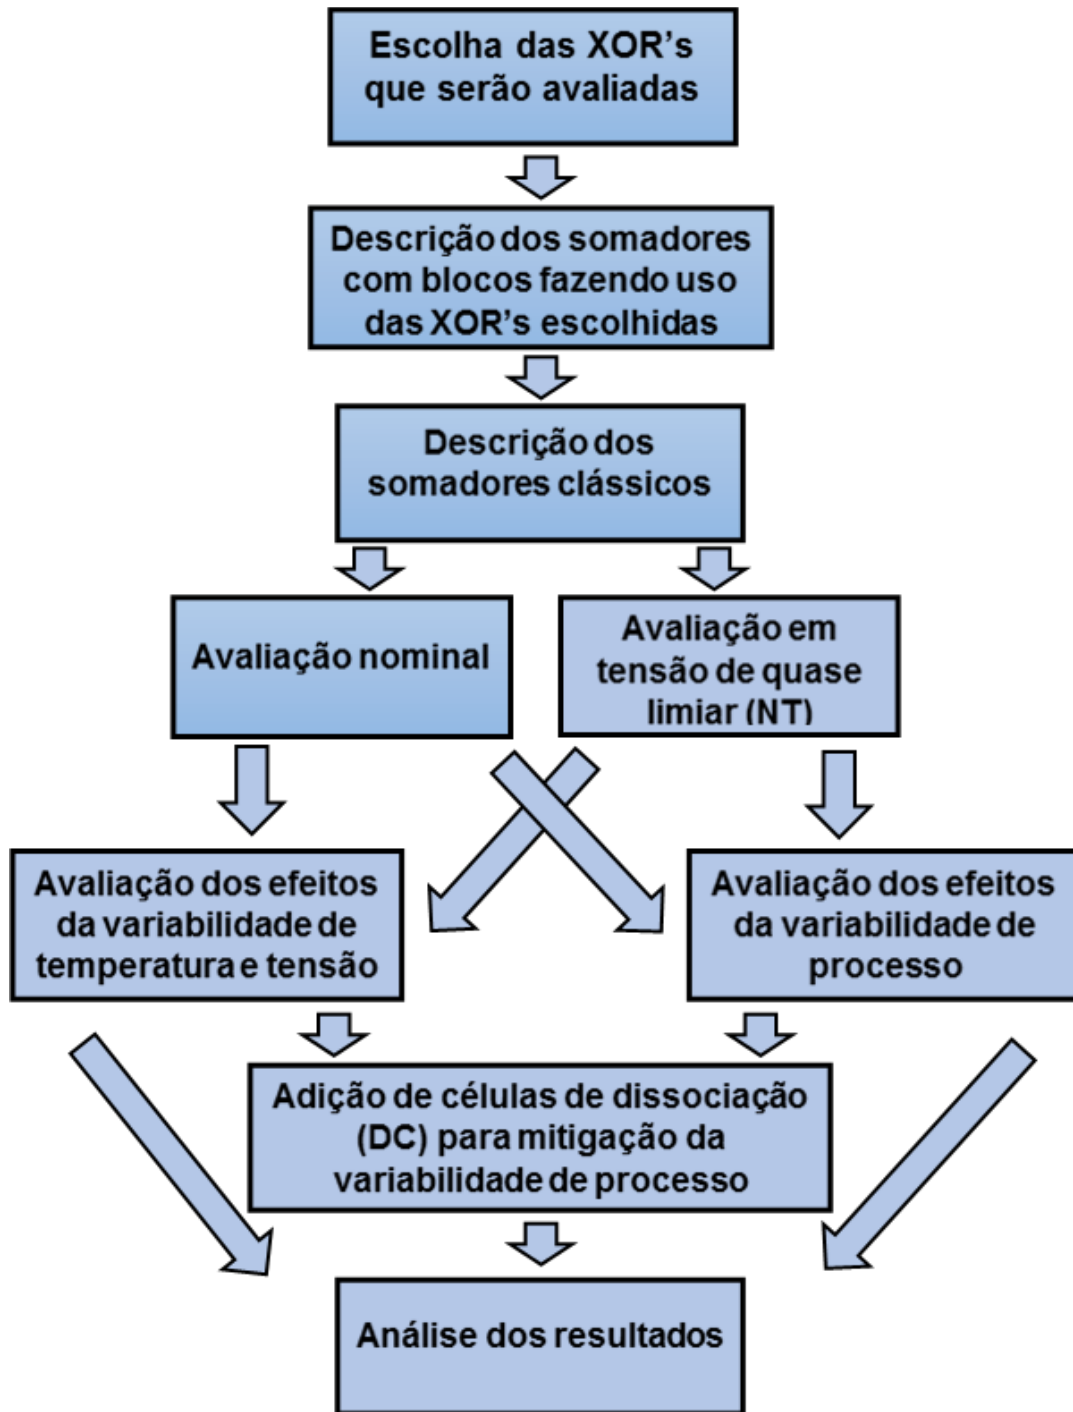 Escolha das XOR's
que serão avaliadas
Descrição dos somadores
com blocos fazendo uso
das XOR's escolhidas
Descrição dos
somadores clássicos
Avaliação nominal
Avaliação em
tensão de quase
limiar (NT)
Avaliação dos efeitos
da variabilidade de
temperatura e tensão
Avaliação dos efeitos
da variabilidade de
processo
Adição de células de dissociação
(DC) para mitigação da
variabilidade de processo
Análise dos resultados